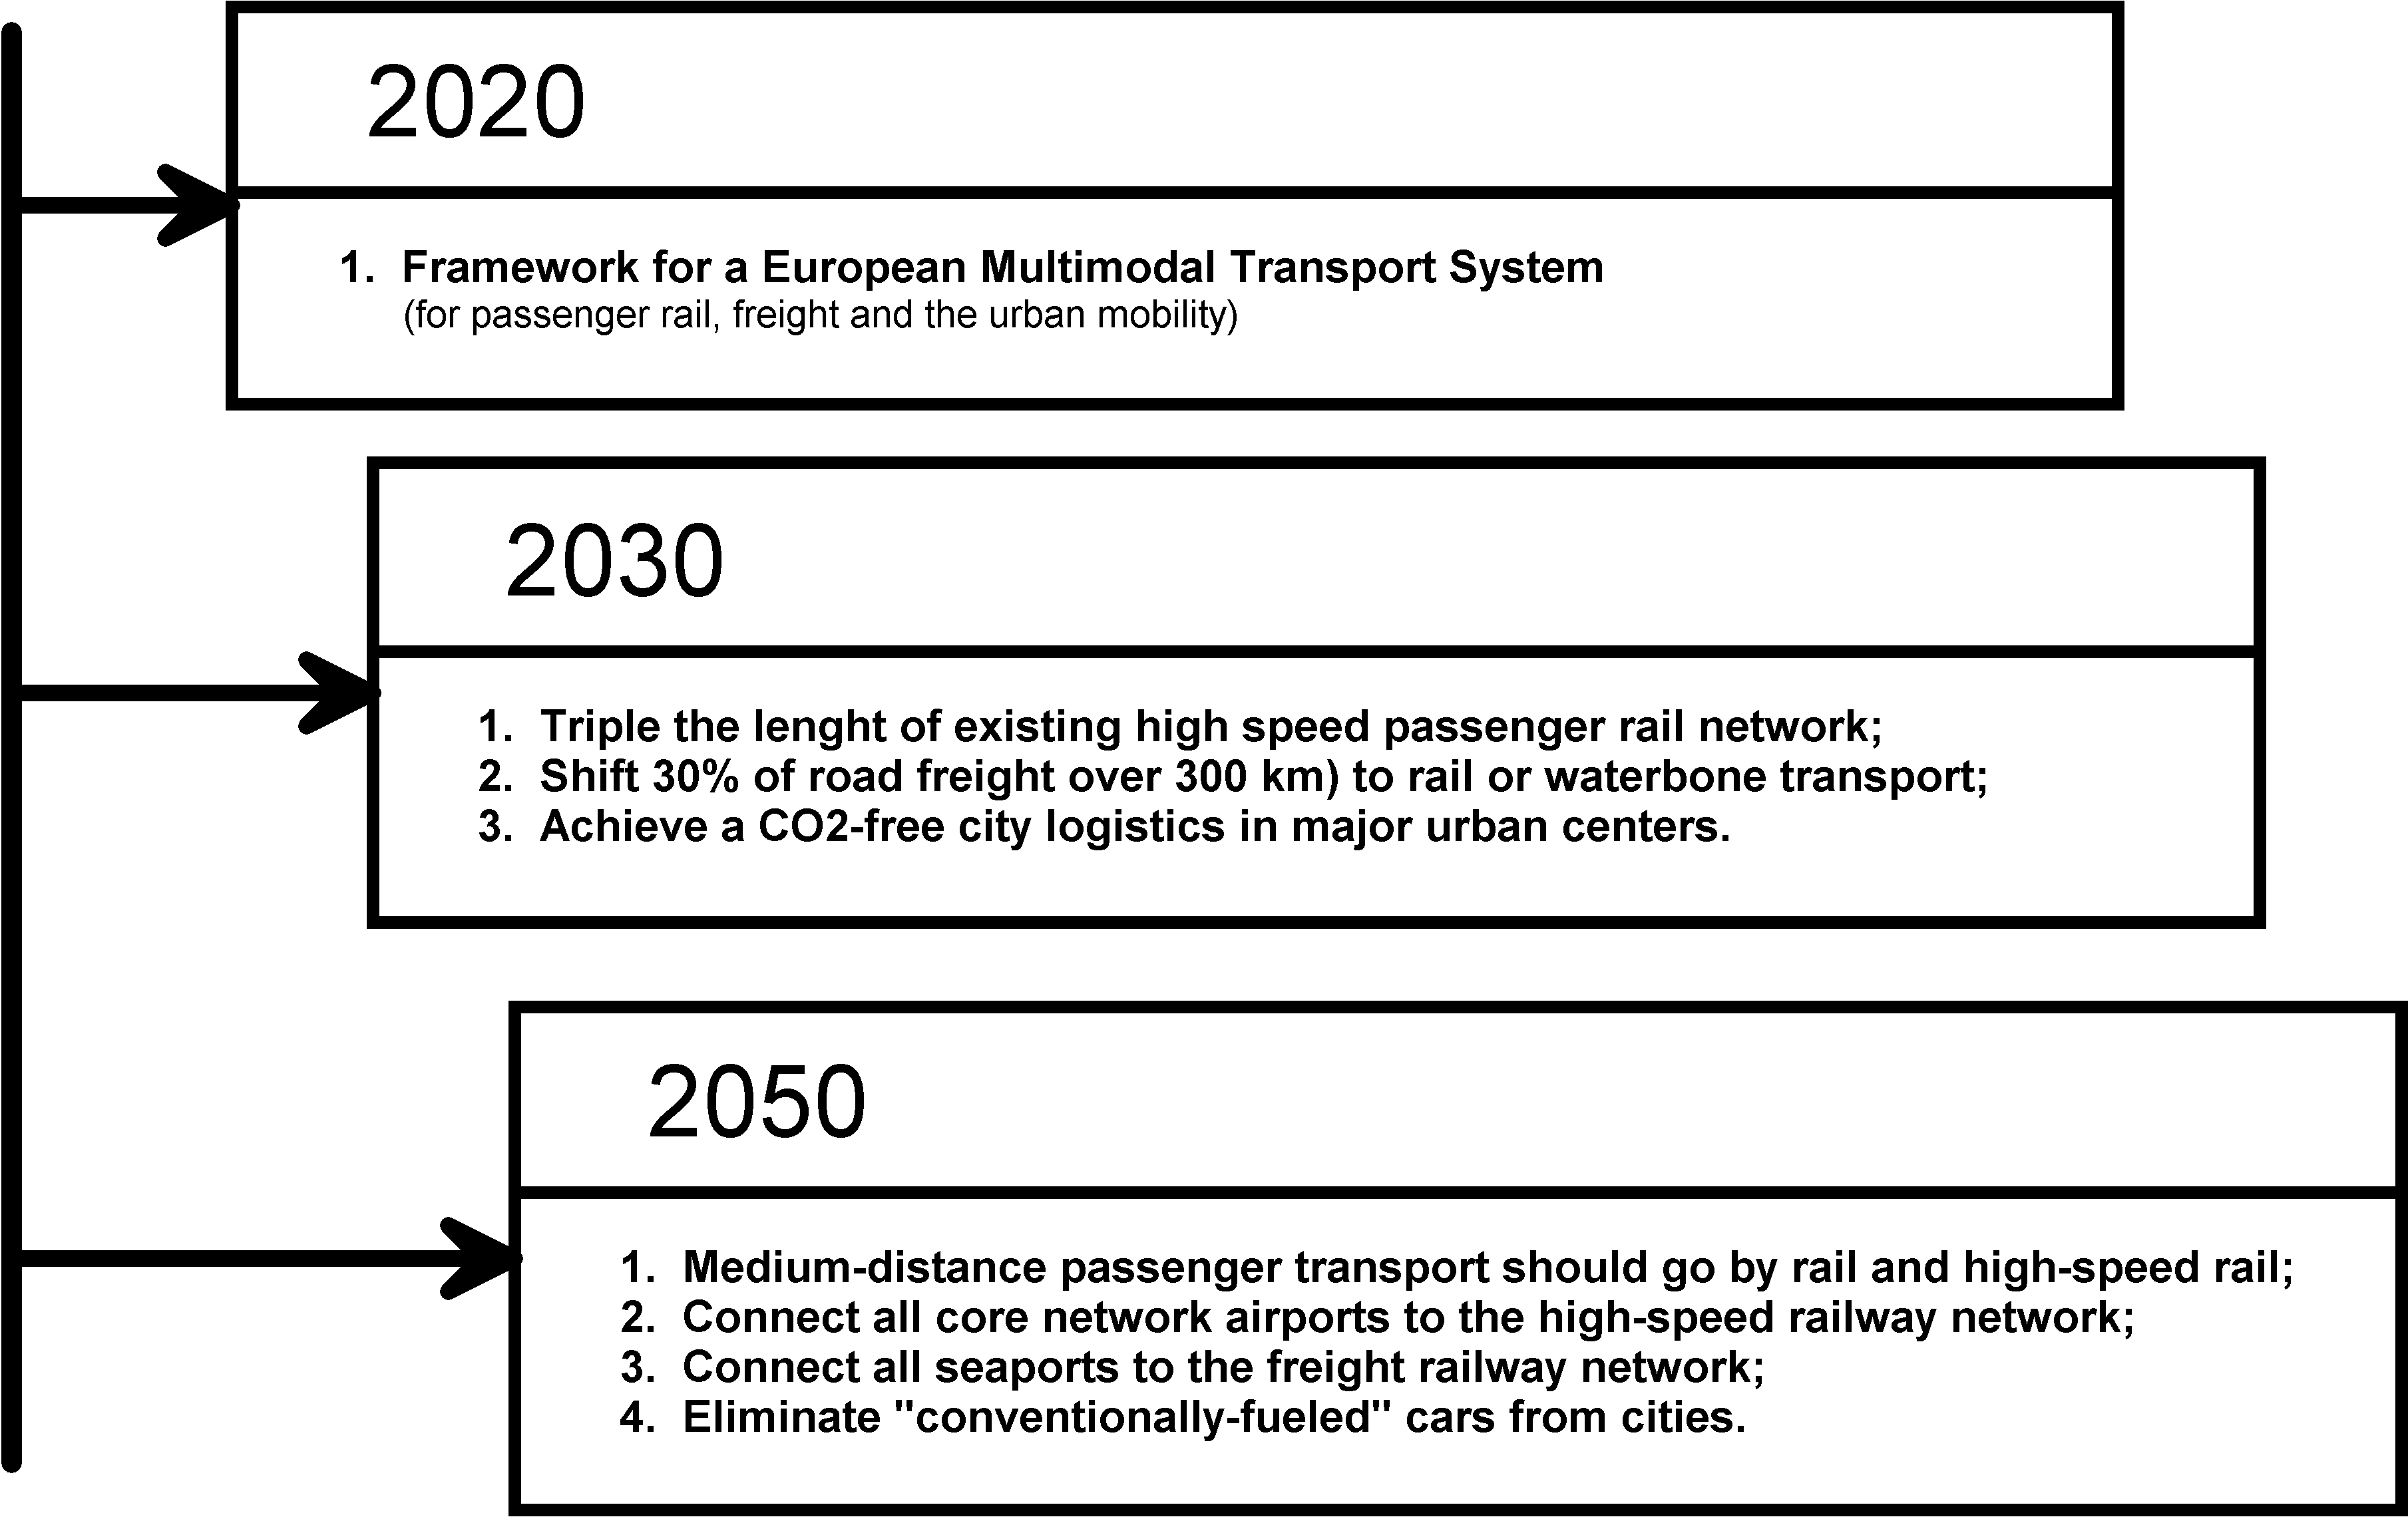 2020
1. Framework for a European Multimodal Transport System
(for passenger rail, freight and the urban mobility)
2030
1. Triple the lenght of existing high speed passenger rail network;
2. Shift 30% of road freight over 300 km) to rail or waterbone transport;
3. Achieve a CO2-free city logistics in major urban centers.
2050
1. Medium-distance passenger transport should go by rail and high-speed rail;
2. Connect all core network airports to the high-speed railway network;
3. Connect all seaports to the freight railway network;
4. Eliminate "conventionally-fueled" cars from cities.